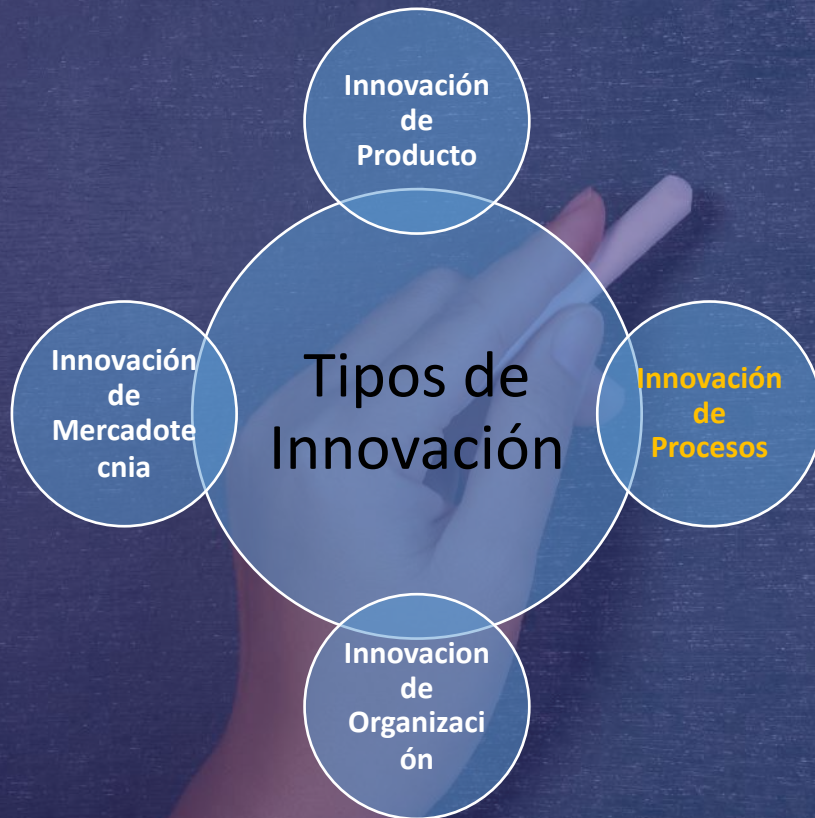 Innovación
de
Producto
Innovación
de
Mercadote
cnia
Tipos de
Innovación
Innovación
de
Procesos
Innovacion
de
Organizaci
ón